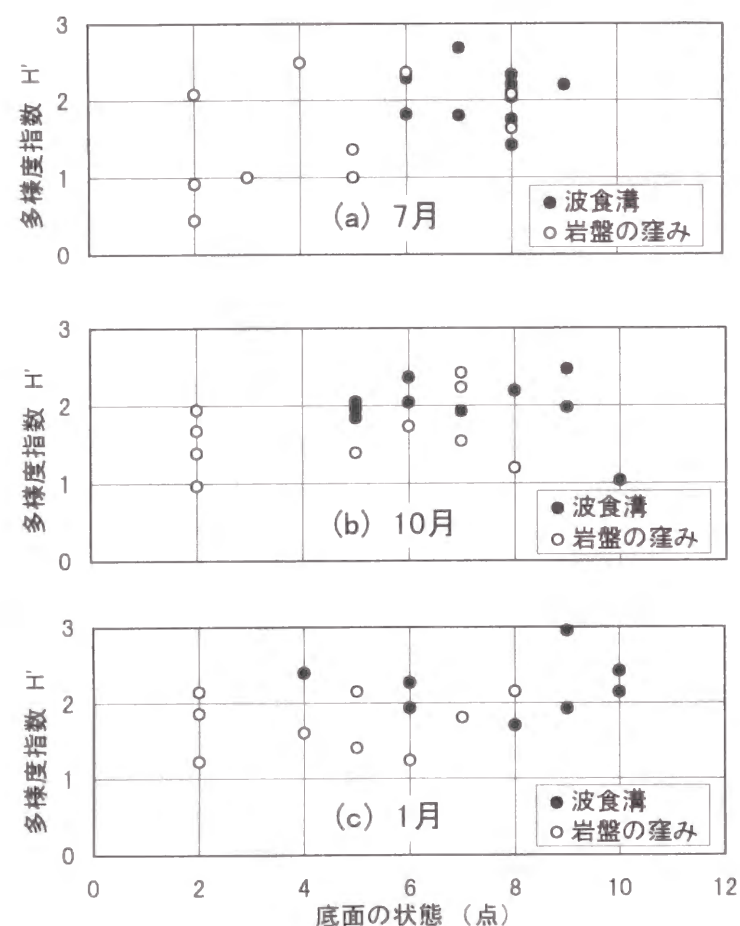 3
2
1
0
多様度指数 H'
(a) 7月
● 波食溝
○ 岩盤の窪み
3
2
1
0
多様度指数 H'
(b) 10月
● 波食溝
○ 岩盤の窪み
3
2
1
0
多様度指数 H'
(c) 1月
● 波食溝
○ 岩盤の窪み
0 2 4 6 8 10 12
底面の状態 (点)